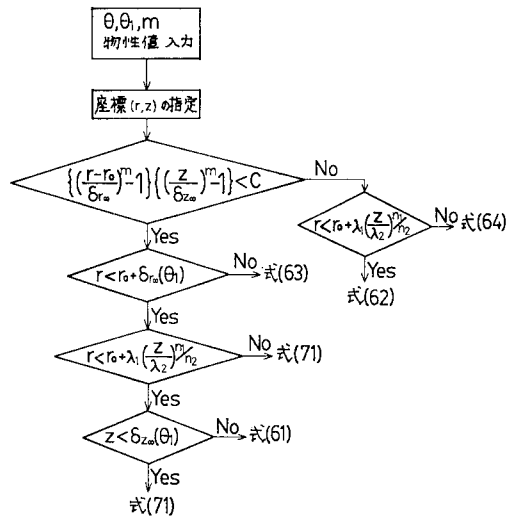 θ,θ₁,m
物性値 入力
座標(r,z)の指定
{((r-r₀)/δr∞)^m-1}{(z/δz∞)^m-1}<C
No
Yes
r<r₀+λ₁(z/λ₂)^n₁/n₂
No
式(64)
Yes
式(62)
r<r₀+δr∞(θ₁)
No
式(63)
Yes
r<r₀+λ₁(z/λ₂)^n₁/n₂
No
式(71)
Yes
z<δz∞(θ₁)
No
式(61)
Yes
式(71)